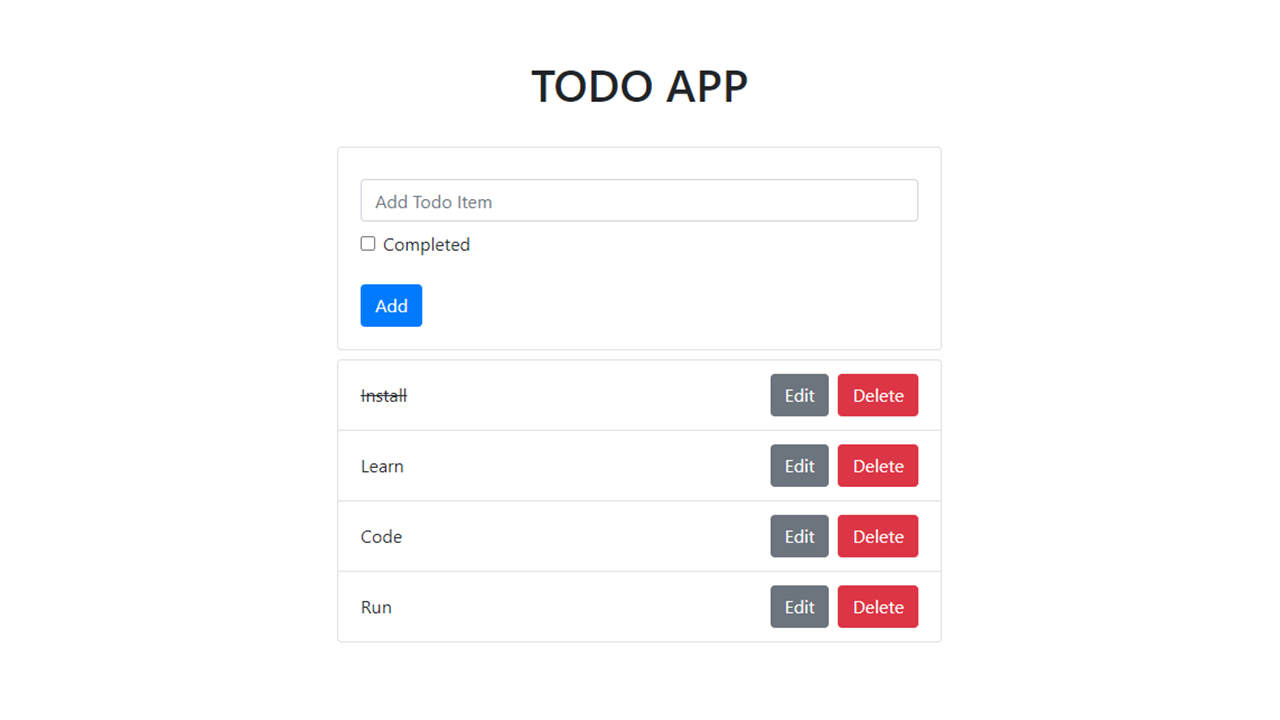 TODO APP
Add Todo Item
Completed
Add
Install Edit Delete
Learn Edit Delete
Code Edit Delete
Run Edit Delete